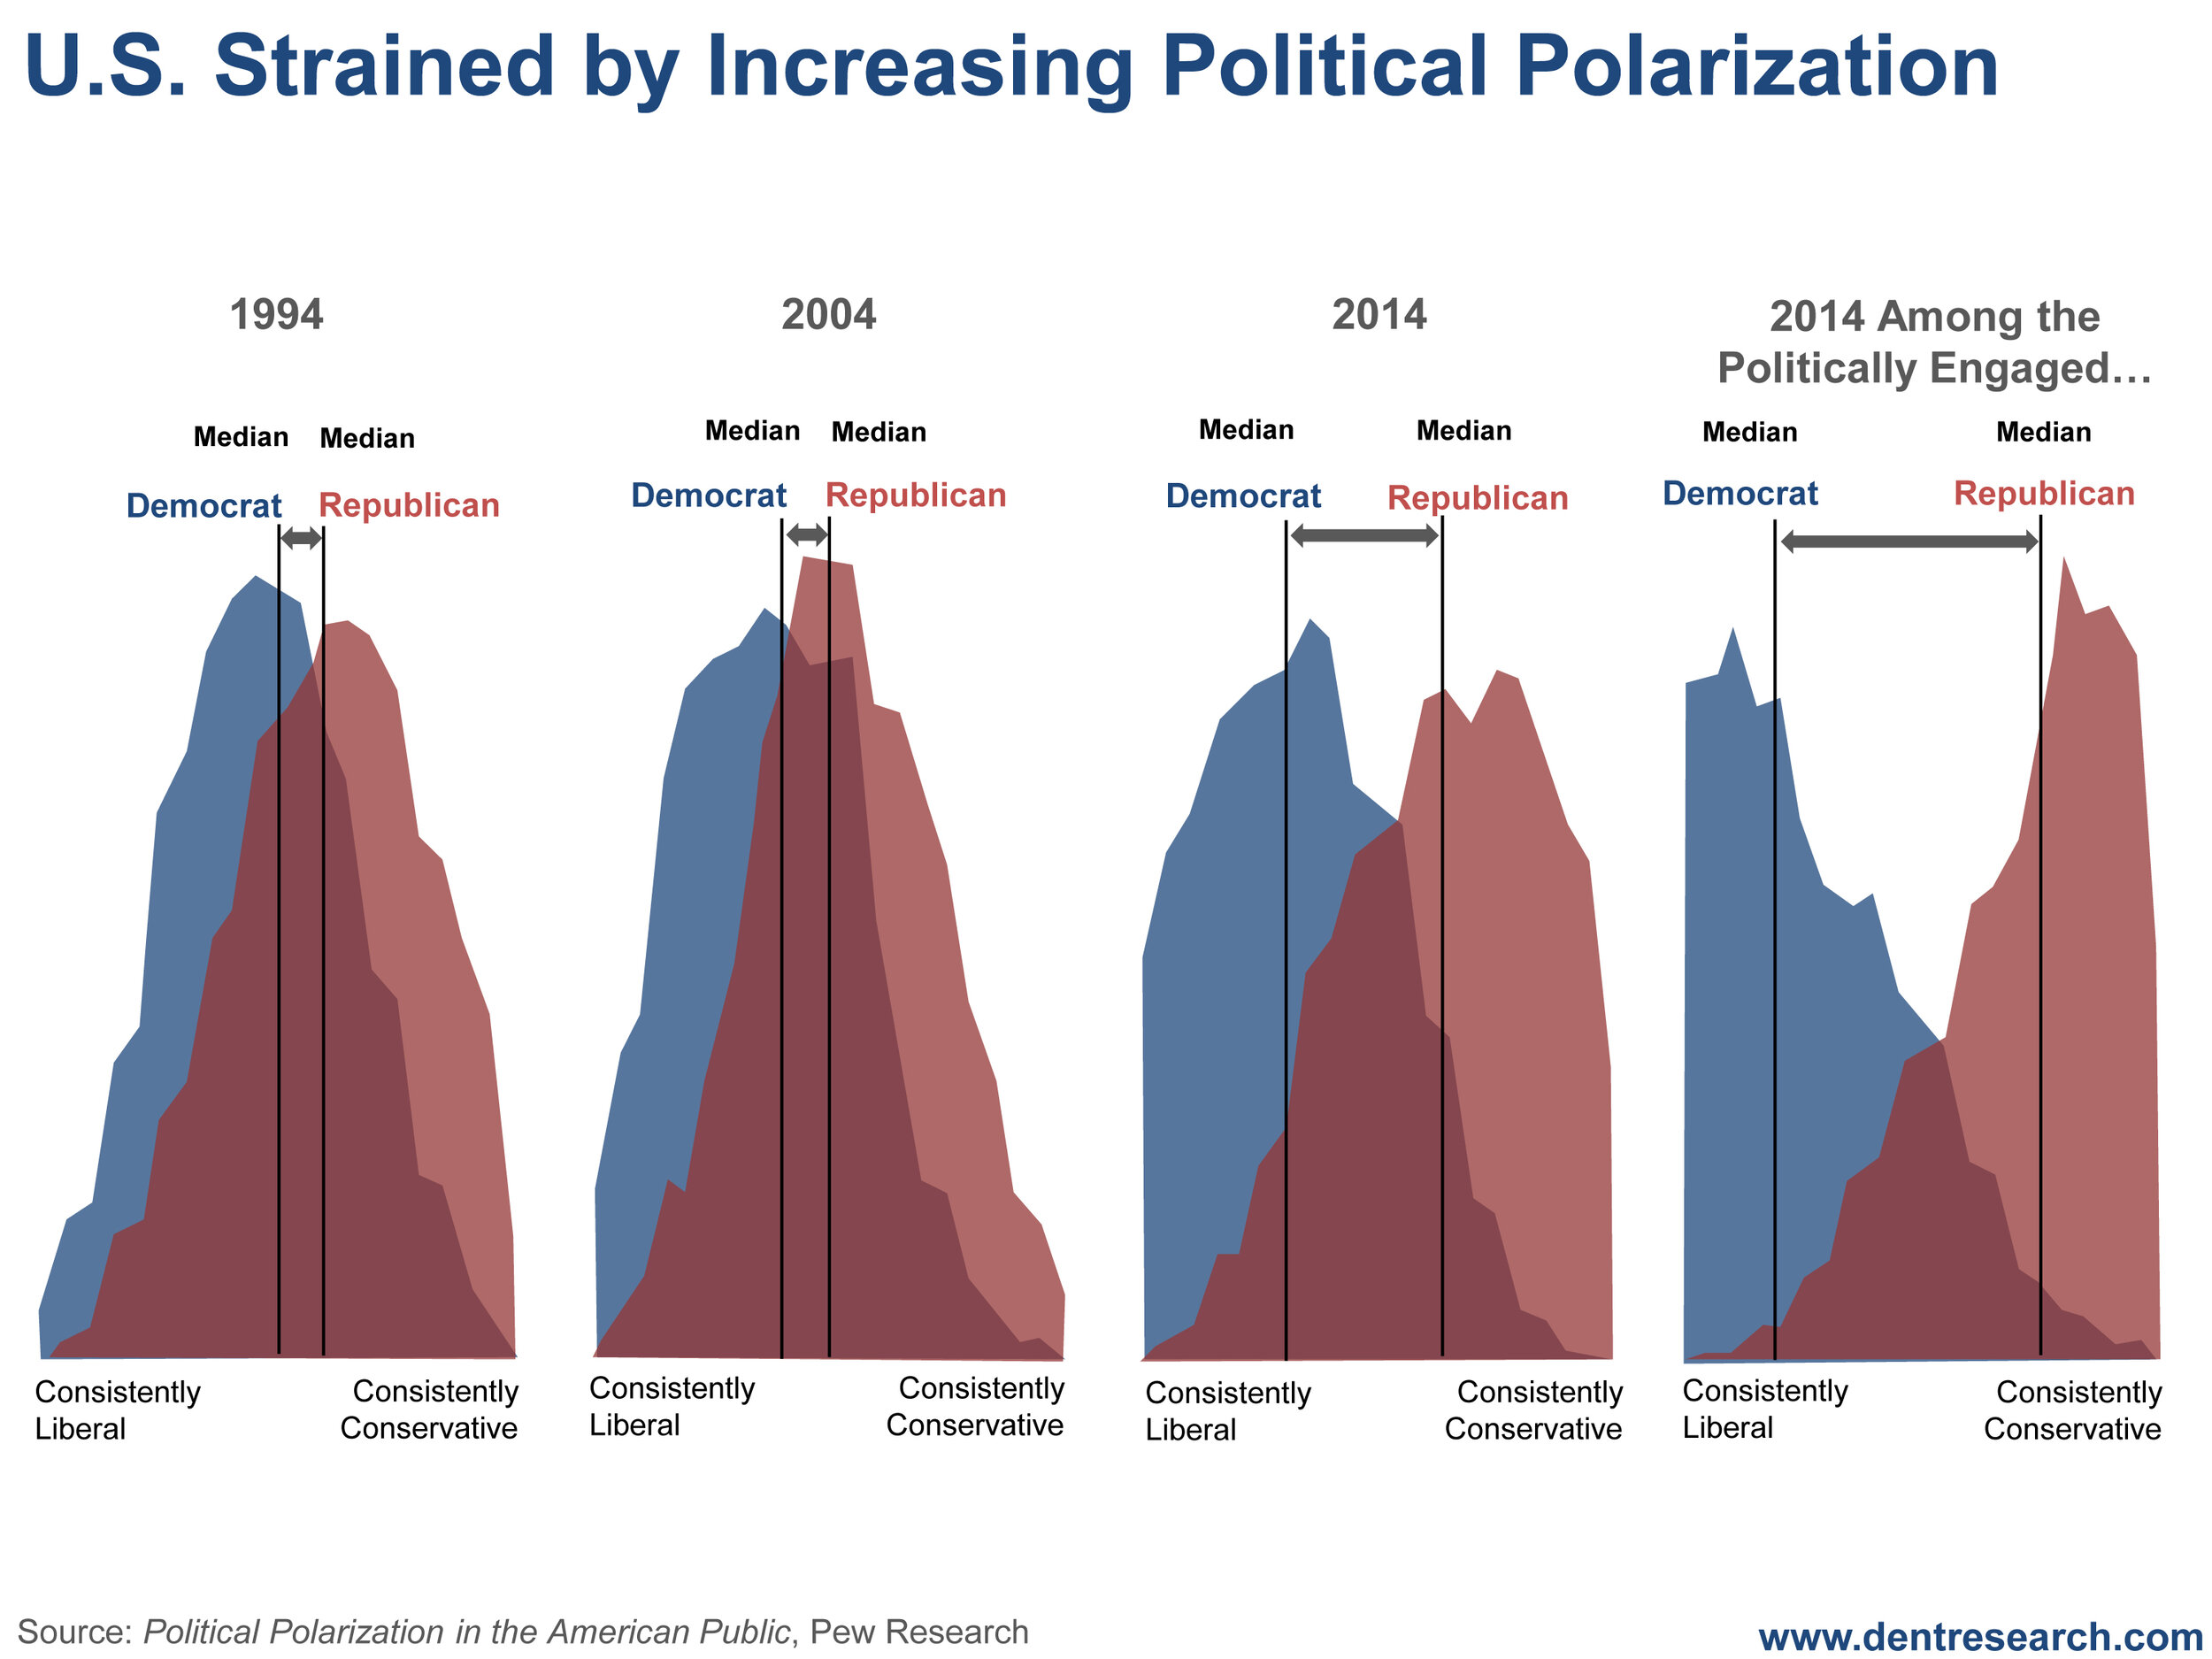 U.S. Strained by Increasing Political Polarization
1994
Median Median
Democrat Republican
Consistently Consistently
Liberal Conservative
2004
Median Median
Democrat Republican
Consistently Consistently
Liberal Conservative
2014
Median Median
Democrat Republican
Consistently Consistently
Liberal Conservative
2014 Among the
Politically Engaged…
Median Median
Democrat Republican
Consistently Consistently
Liberal Conservative
Source: Political Polarization in the American Public, Pew Research
www.dentresearch.com